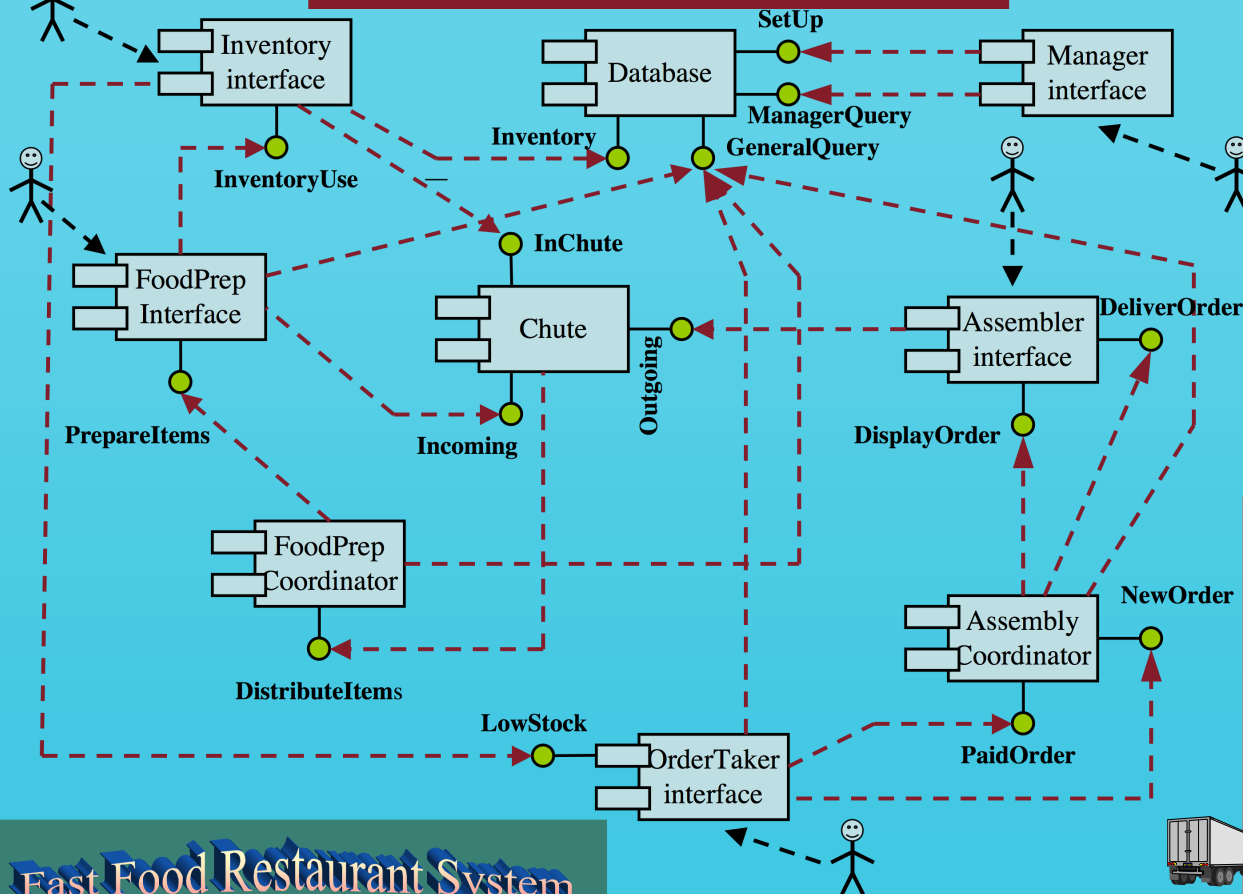 SetUp
Inventory
interface
Database
Manager
interface
ManagerQuery
Inventory
GeneralQuery
InventoryUse
InChute
FoodPrep
Interface
Chute
Assembler
interface
DeliverOrder
Outgoing
PrepareItems
Incoming
DisplayOrder
FoodPrep
Coordinator
NewOrder
Assembly
Coordinator
DistributeItems
LowStock
OrderTaker
interface
PaidOrder
Fast Food Restaurant System